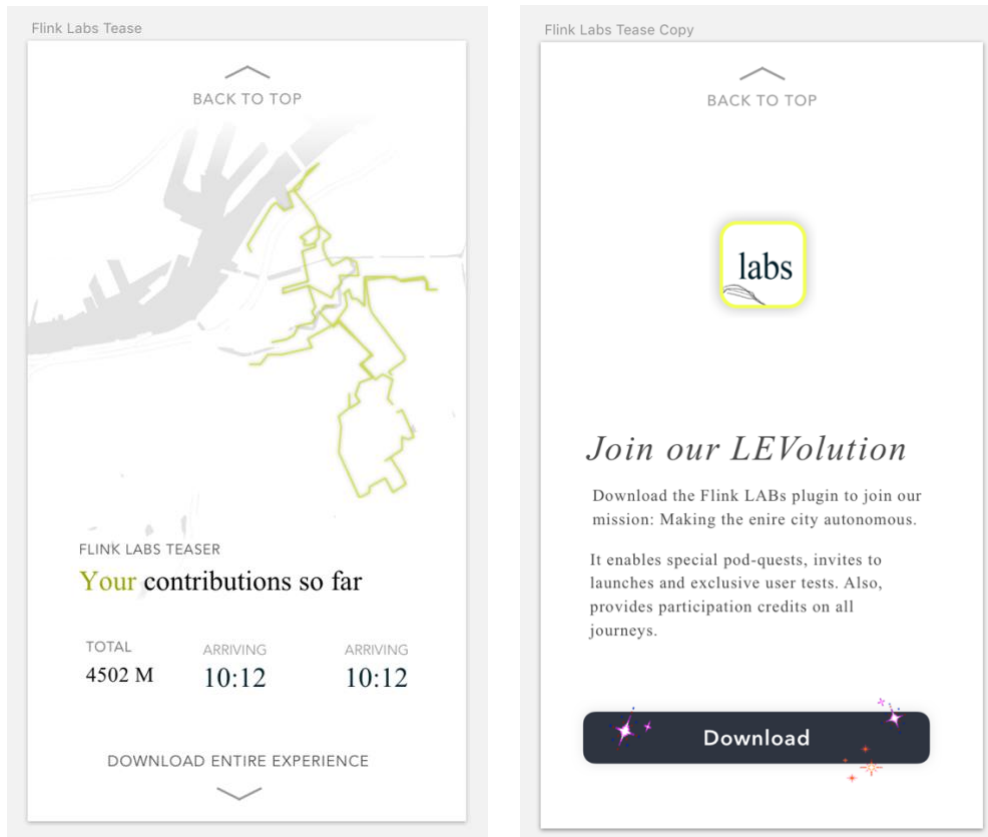 Flink Labs Tease
BACK TO TOP
FLINK LABS TEASER
Your contributions so far
TOTAL
4502 M
ARRIVING
10:12
ARRIVING
10:12
DOWNLOAD ENTIRE EXPERIENCE
Flink Labs Tease Copy
BACK TO TOP
labs
Join our LEVolution
Download the Flink LABs plugin to join our
mission: Making the enire city autonomous.
It enables special pod-quests, invites to
launches and exclusive user tests. Also,
provides participation credits on all
journeys.
Download